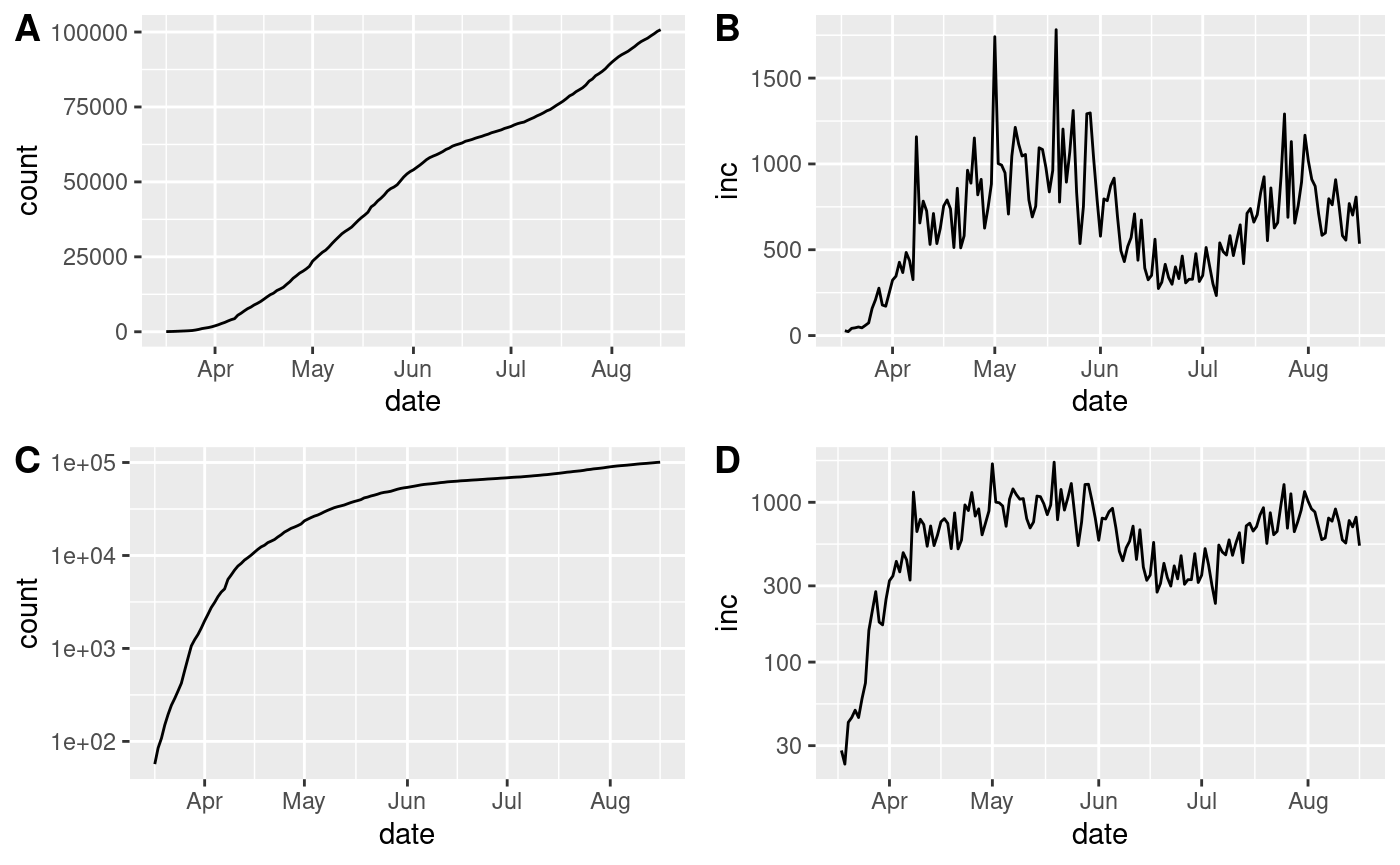 A
100000
75000
50000
25000
0
count
Apr May Jun Jul Aug
date
B
1500
1000
500
0
inc
Apr May Jun Jul Aug
date
C
1e+05
1e+04
1e+03
1e+02
count
Apr May Jun Jul Aug
date
D
1000
300
100
30
inc
Apr May Jun Jul Aug
date